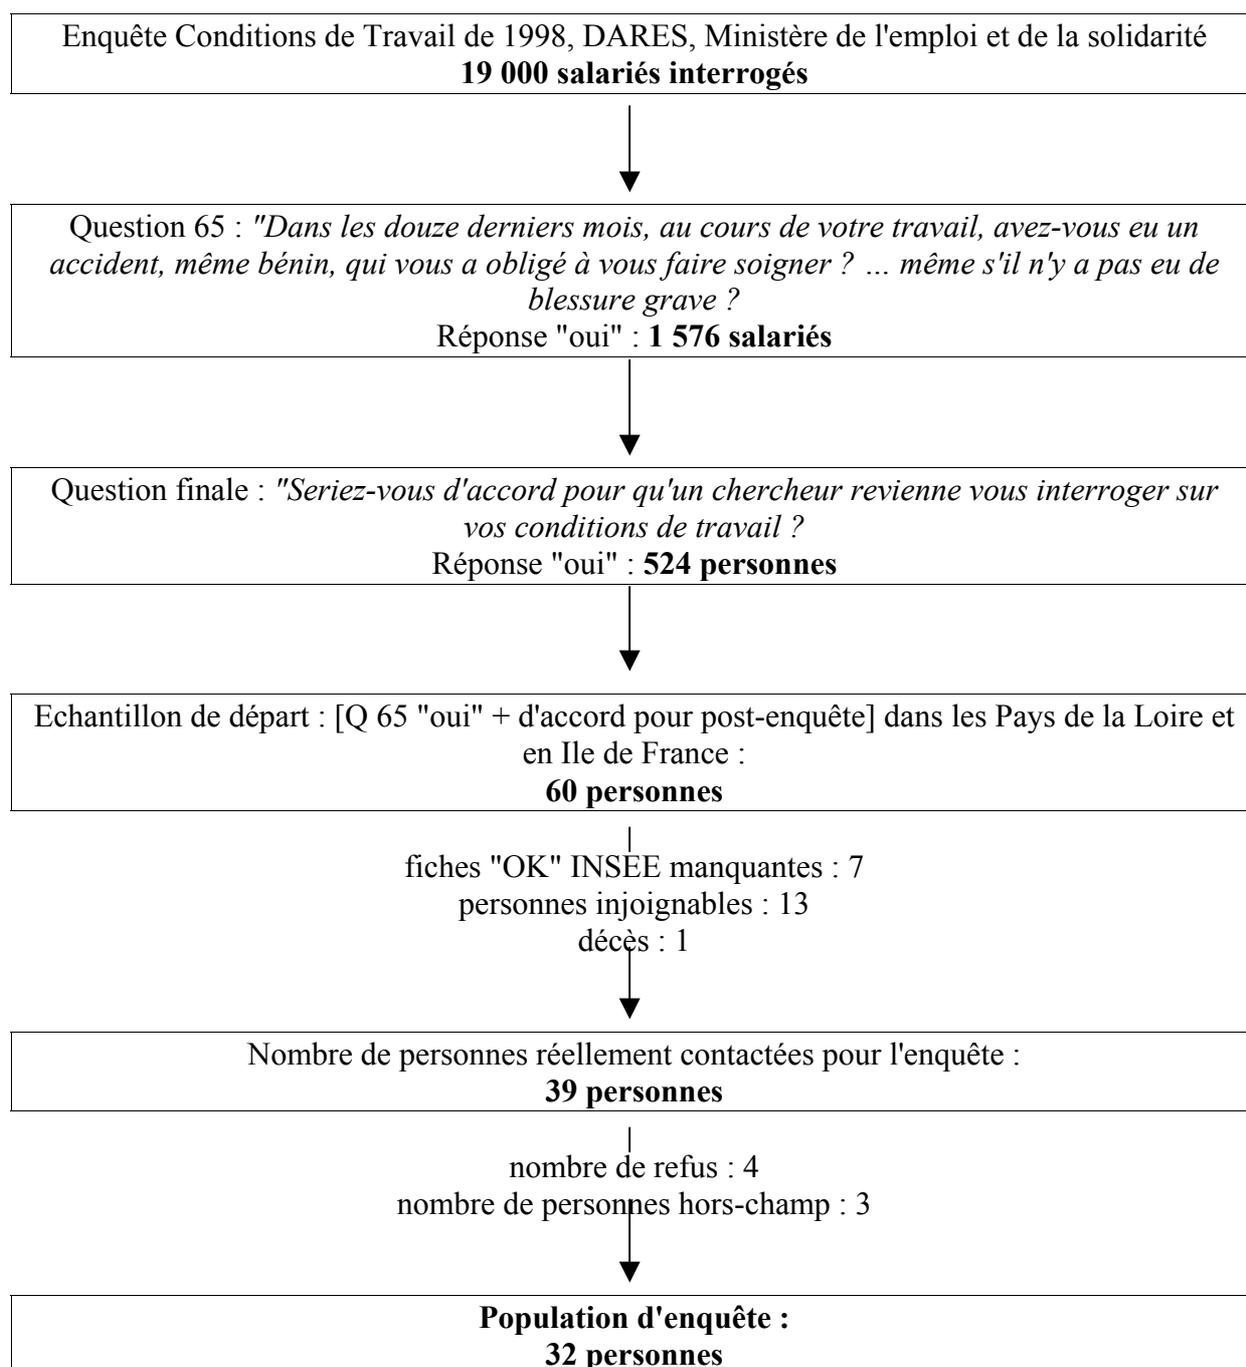 Enquête Conditions de Travail de 1998, DARES, Ministère de l'emploi et de la solidarité
19 000 salariés interrogés
Question 65 : "Dans les douze derniers mois, au cours de votre travail, avez-vous eu un
accident, même bénin, qui vous a obligé à vous faire soigner ? … même s'il n'y a pas eu de
blessure grave ?
Réponse "oui" : 1 576 salariés
Question finale : "Seriez-vous d'accord pour qu'un chercheur revienne vous interroger sur
vos conditions de travail ?
Réponse "oui" : 524 personnes
Echantillon de départ : [Q 65 "oui" + d'accord pour post-enquête] dans les Pays de la Loire et
en Ile de France :
60 personnes
fiches "OK" INSEE manquantes : 7
personnes injoignables : 13
décès : 1
Nombre de personnes réellement contactées pour l'enquête :
39 personnes
nombre de refus : 4
nombre de personnes hors-champ : 3
Population d'enquête :
32 personnes